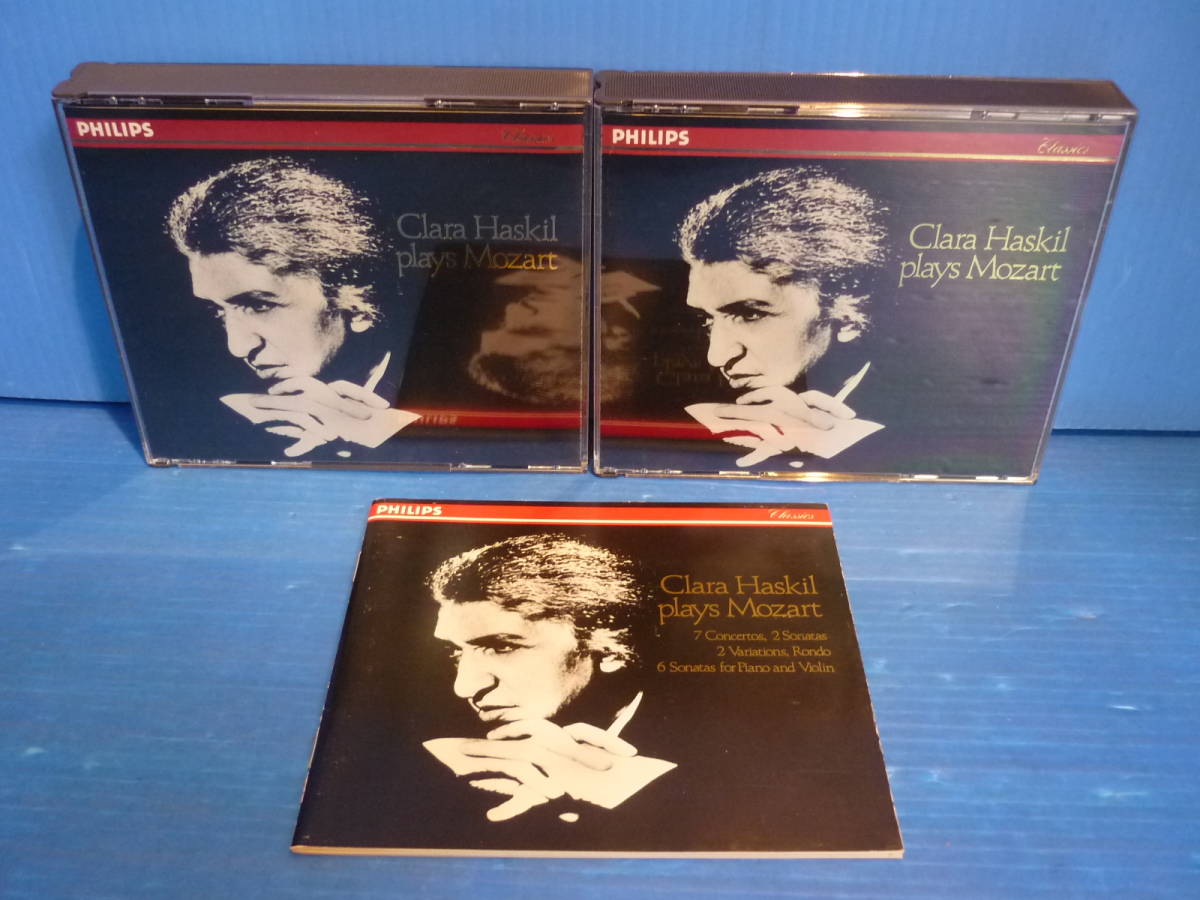 PHILIPS
Classics
Clara Haskil
plays Mozart
PHILIPS
Classics
Clara Haskil
plays Mozart
PHILIPS
Classics
Clara Haskil
plays Mozart
7 Concertos, 2 Sonatas
2 Variations, Rondo
6 Sonatas for Piano and Violin